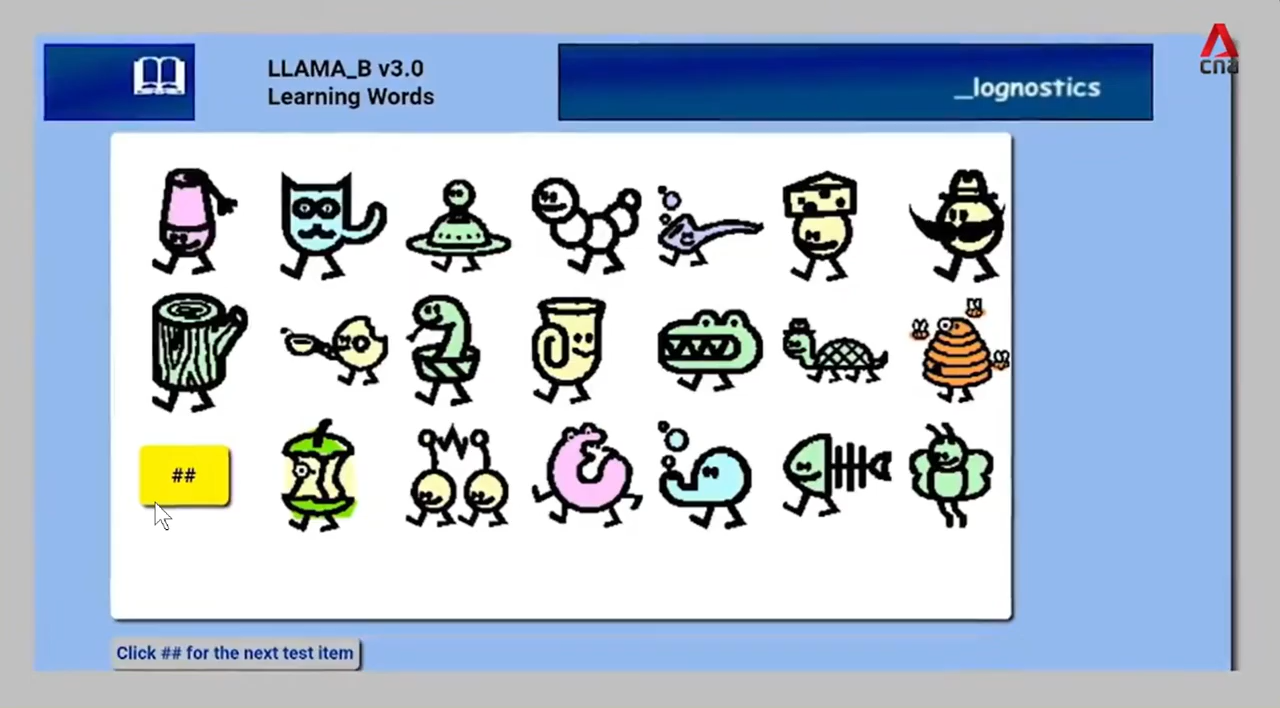 LLAMA_B v3.0
Learning Words
_lognostics
cna
##
Click ## for the next test item